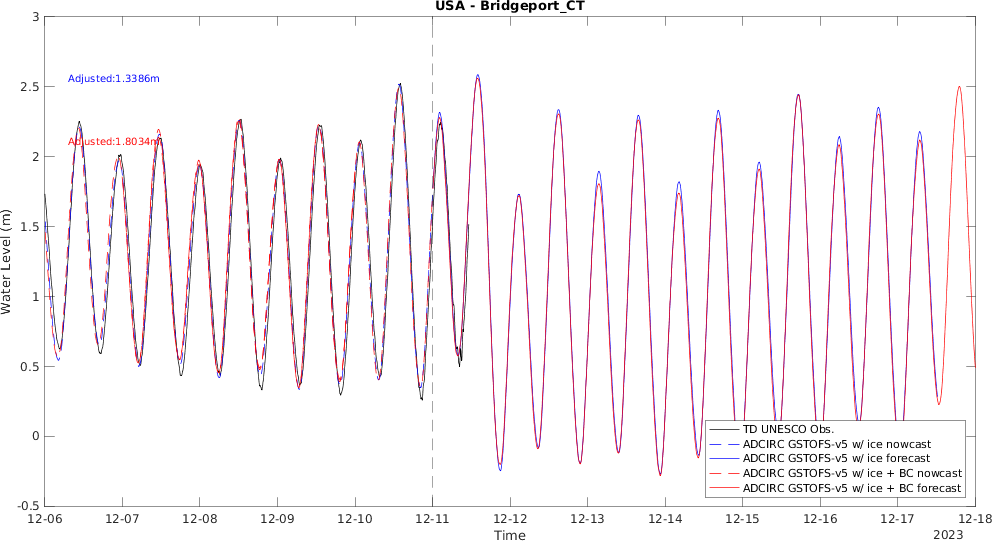 USA - Bridgeport_CT
3
2.5
2
1.5
1
0.5
0
-0.5
Water Level (m)
Adjusted:1.3386m
Adjusted:1.8034m
TD UNESCO Obs.
ADCIRC GSTOFS-v5 w/ ice nowcast
ADCIRC GSTOFS-v5 w/ ice forecast
ADCIRC GSTOFS-v5 w/ ice + BC nowcast
ADCIRC GSTOFS-v5 w/ ice + BC forecast
12-06 12-07 12-08 12-09 12-10 12-11 12-12 12-13 12-14 12-15 12-16 12-17 12-18
Time
2023